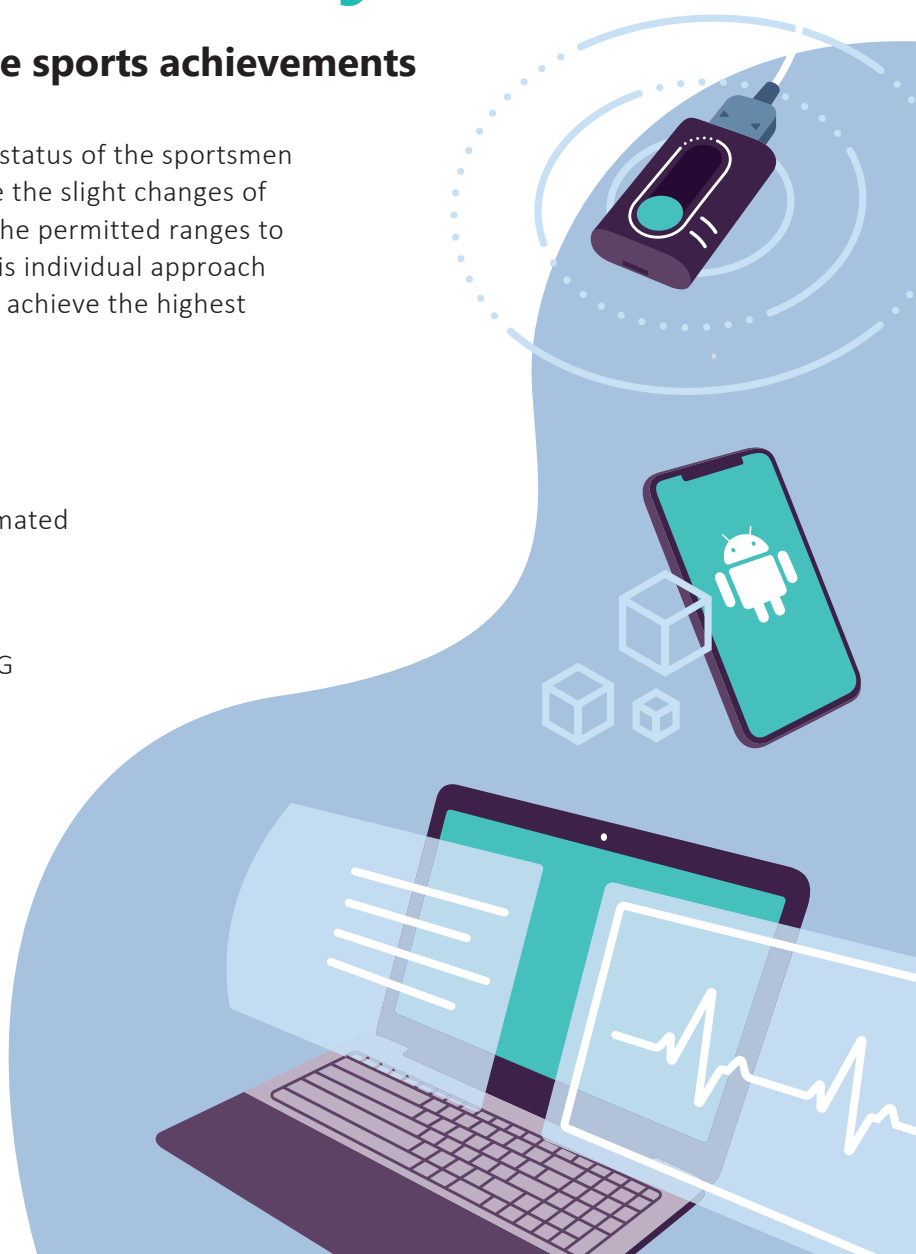 e sports achievements
status of the sportsmen
e the slight changes of
he permitted ranges to
is individual approach
achieve the highest
mated
G